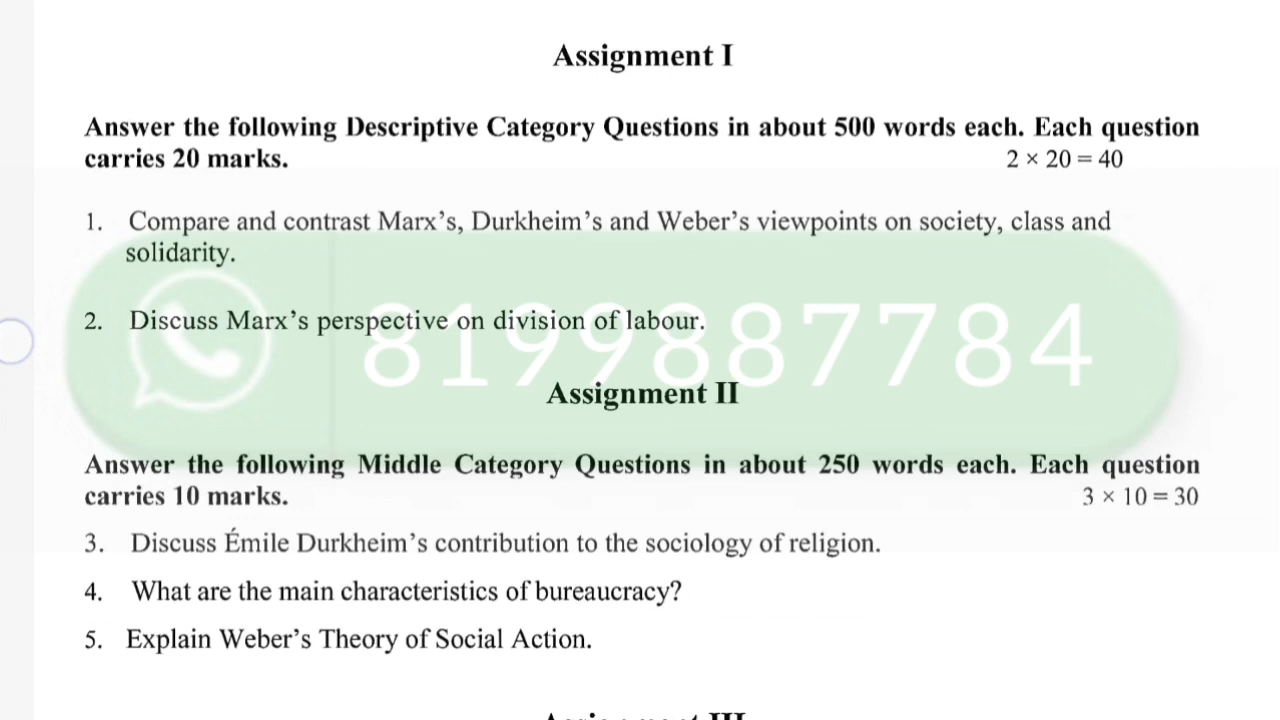 Assignment I
Answer the following Descriptive Category Questions in about 500 words each. Each question
carries 20 marks. 2 × 20 = 40
1. Compare and contrast Marx’s, Durkheim’s and Weber’s viewpoints on society, class and
solidarity.
2. Discuss Marx’s perspective on division of labour.
8199887784
Assignment II
Answer the following Middle Category Questions in about 250 words each. Each question
carries 10 marks. 3 × 10 = 30
3. Discuss Émile Durkheim’s contribution to the sociology of religion.
4. What are the main characteristics of bureaucracy?
5. Explain Weber’s Theory of Social Action.